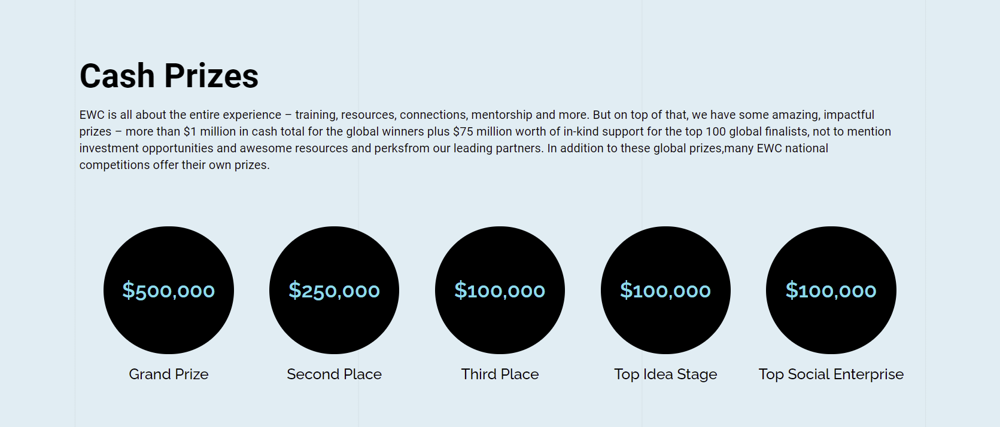 Cash Prizes
EWC is all about the entire experience – training, resources, connections, mentorship and more. But on top of that, we have some amazing, impactful
prizes – more than $1 million in cash total for the global winners plus $75 million worth of in-kind support for the top 100 global finalists, not to mention
investment opportunities and awesome resources and perksfrom our leading partners. In addition to these global prizes,many EWC national
competitions offer their own prizes.
$500,000
Grand Prize
$250,000
Second Place
$100,000
Third Place
$100,000
Top Idea Stage
$100,000
Top Social Enterprise